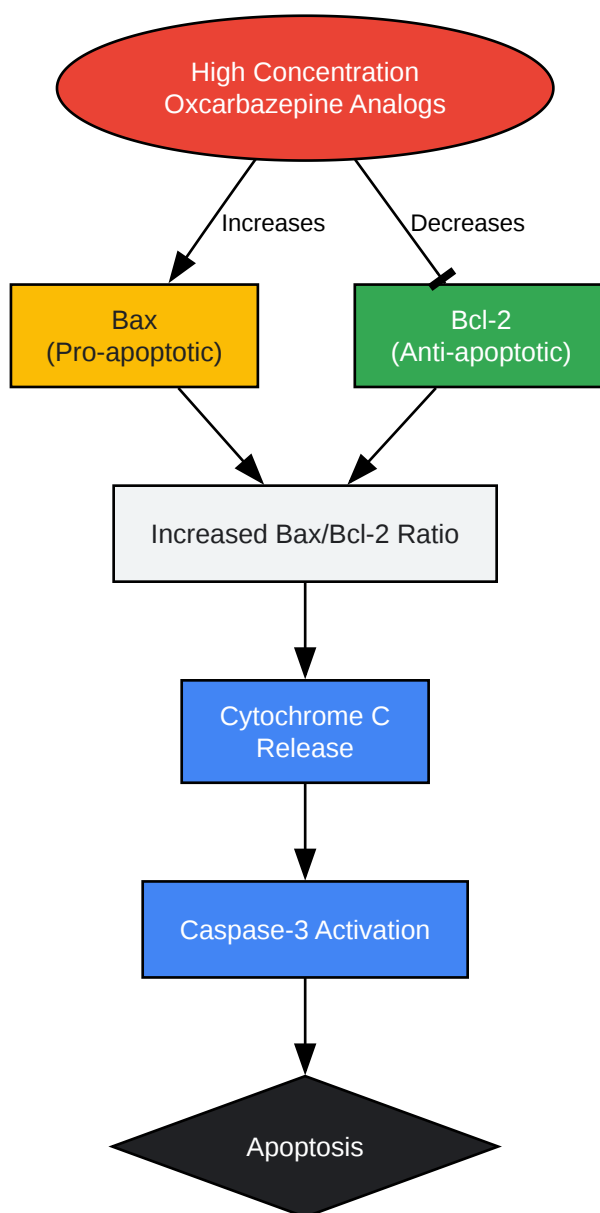 High Concentration
Oxcarbazepine Analogs
Increases
Decreases
Bax
(Pro-apoptotic)
Bcl-2
(Anti-apoptotic)
Increased Bax/Bcl-2 Ratio
Cytochrome C
Release
Caspase-3 Activation
Apoptosis